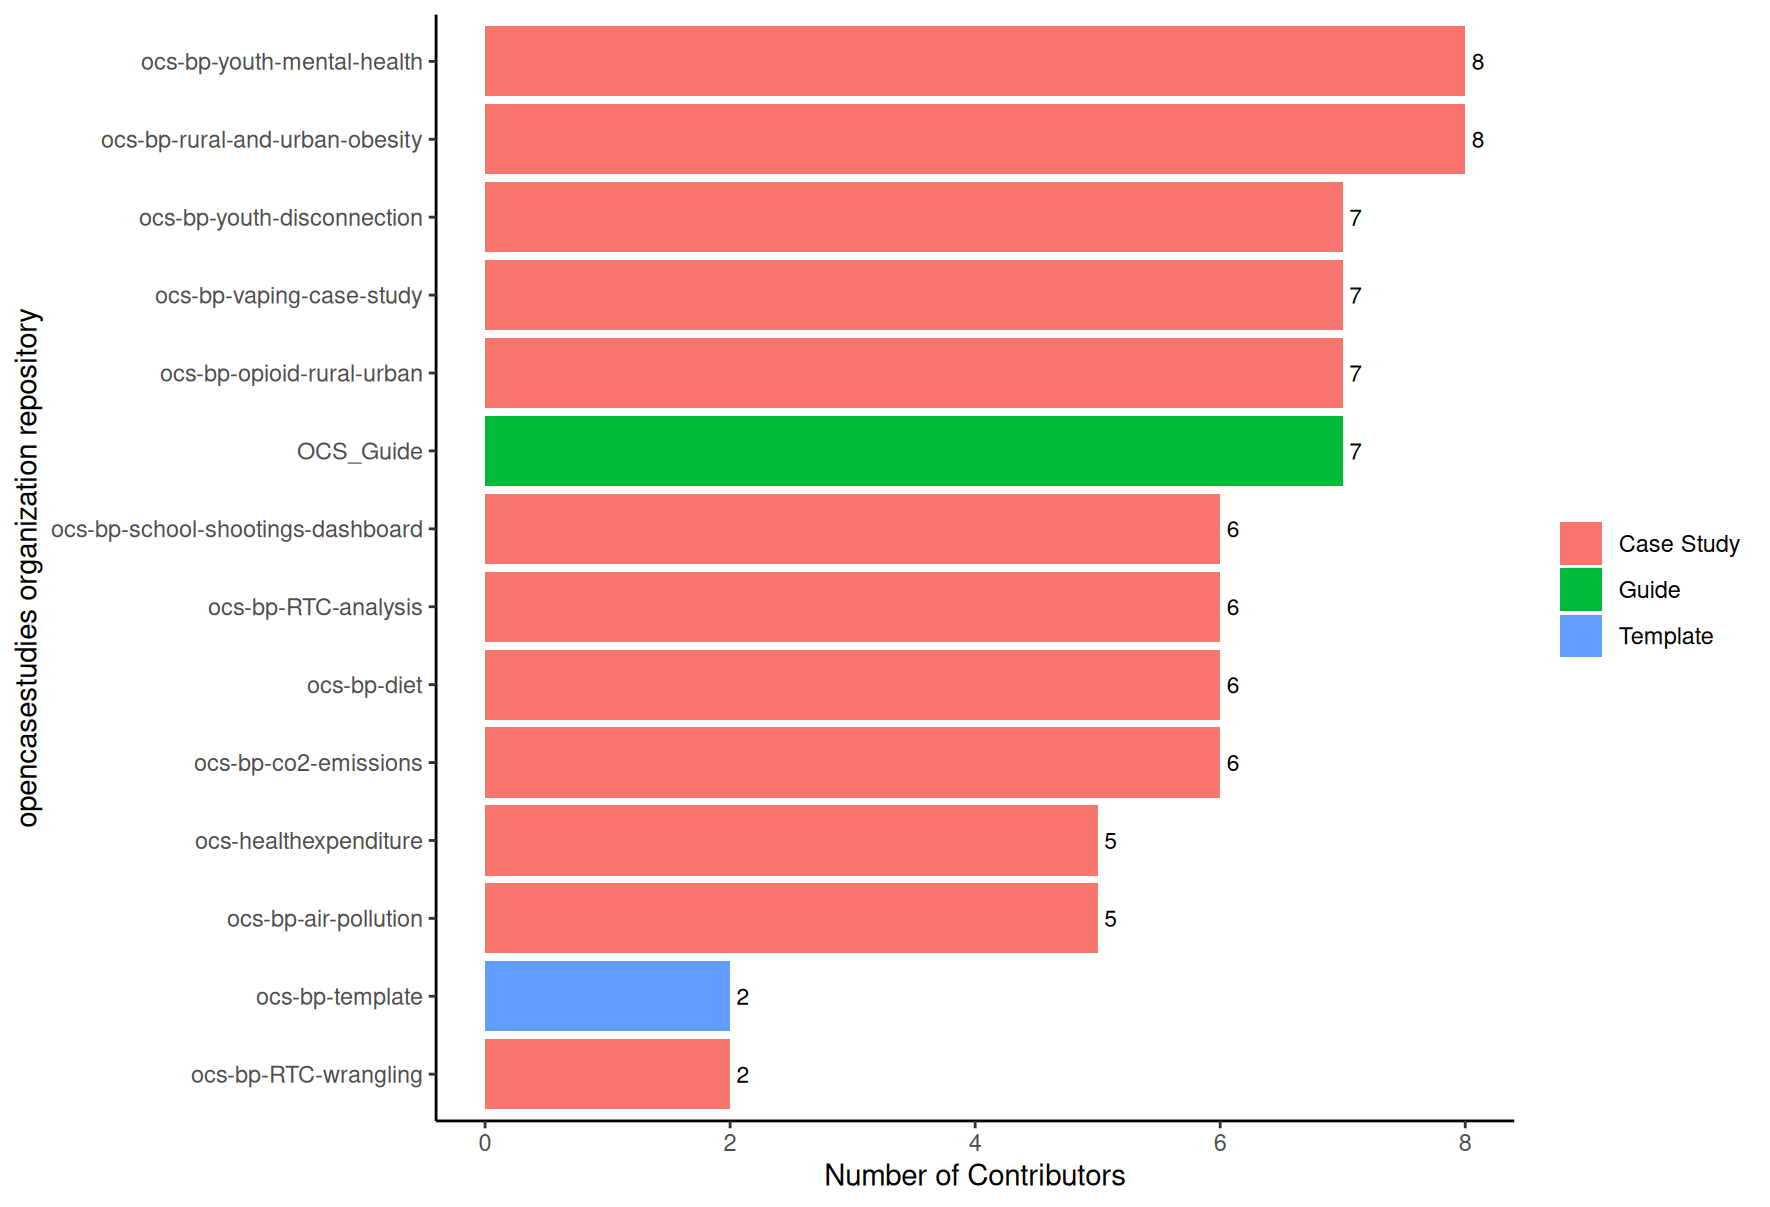 opencasestudies organization repository
ocs-bp-youth-mental-health 8
ocs-bp-rural-and-urban-obesity 8
ocs-bp-youth-disconnection 7
ocs-bp-vaping-case-study 7
ocs-bp-opioid-rural-urban 7
OCS_Guide 7
ocs-bp-school-shootings-dashboard 6
ocs-bp-RTC-analysis 6
ocs-bp-diet 6
ocs-bp-co2-emissions 6
ocs-healthexpenditure 5
ocs-bp-air-pollution 5
ocs-bp-template 2
ocs-bp-RTC-wrangling 2
0 2 4 6 8
Number of Contributors
Case Study
Guide
Template